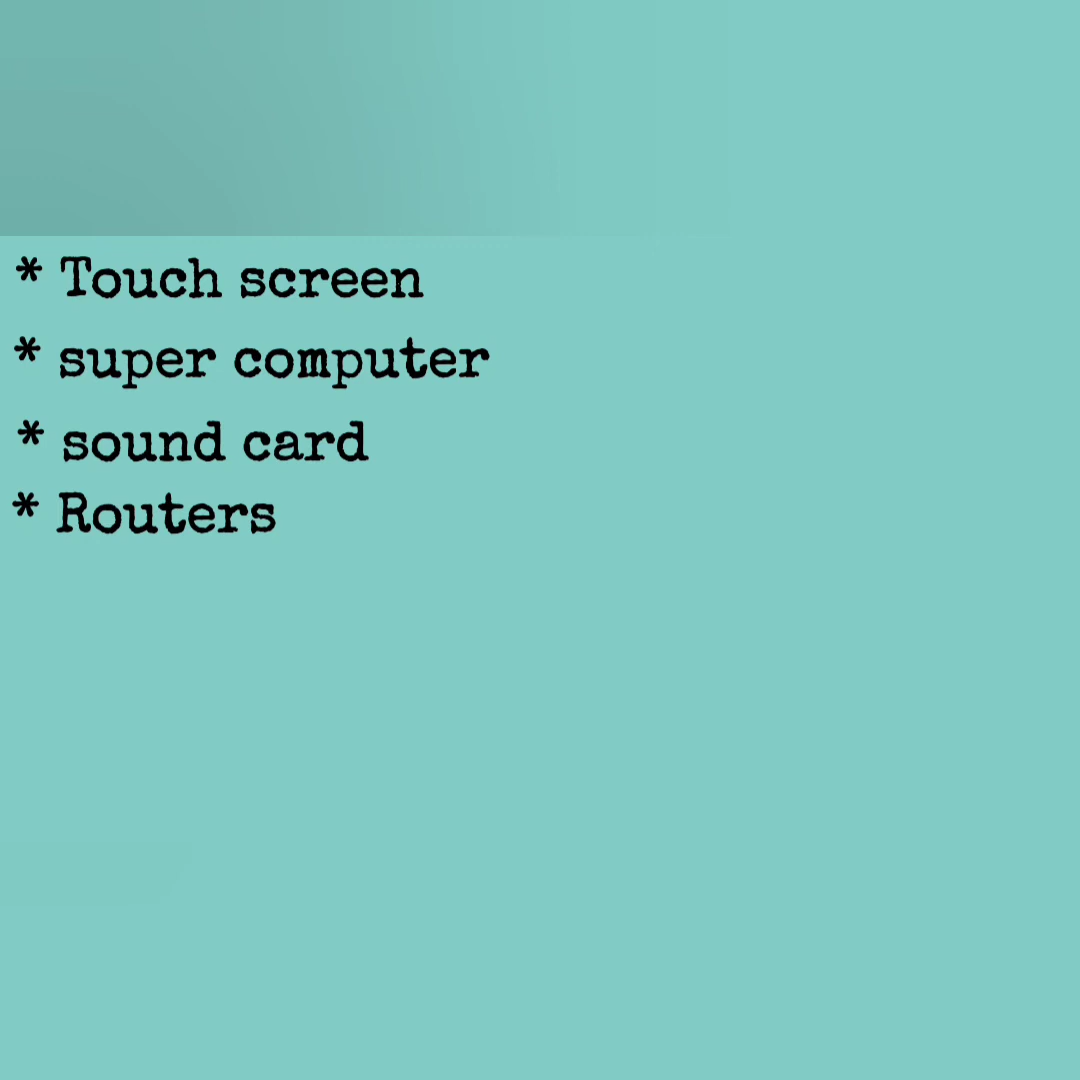 * Touch screen
* super computer
* sound card
* Routers